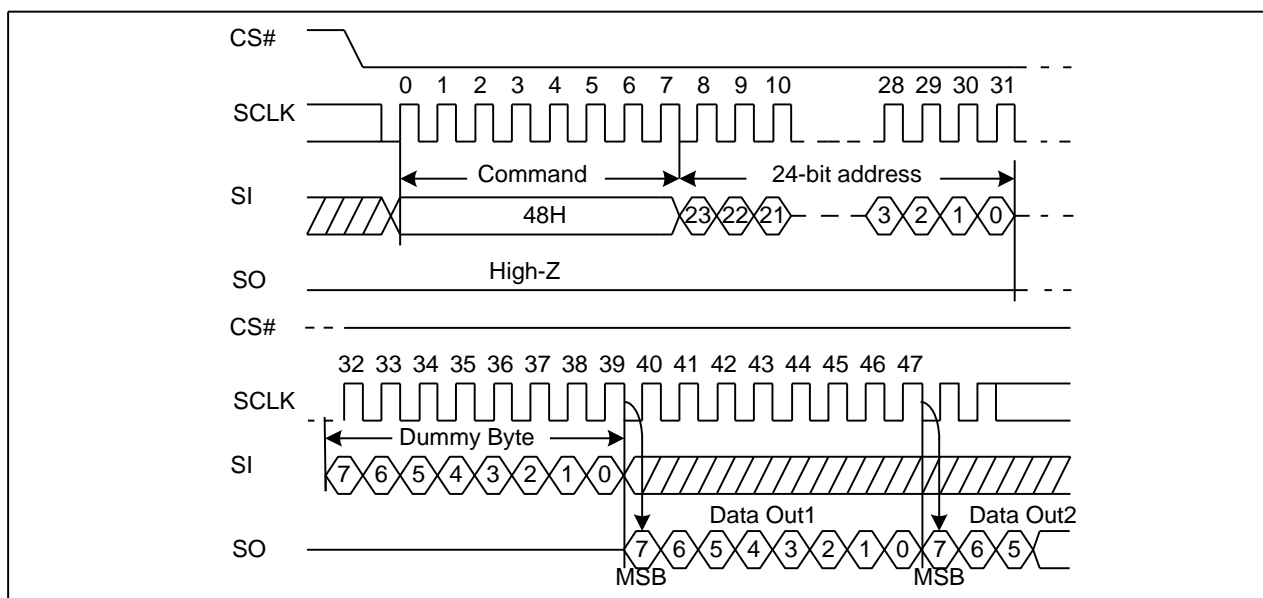 CS#
0 1 2 3 4 5 6 7 8 9 10 28 29 30 31
SCLK
Command 24-bit address
SI 48H 23 22 21 3 2 1 0
High-Z
SO
CS#
32 33 34 35 36 37 38 39 40 41 42 43 44 45 46 47
SCLK
Dummy Byte
SI 7 6 5 4 3 2 1 0
Data Out1 Data Out2
SO 7 6 5 4 3 2 1 0 7 6 5
MSB MSB